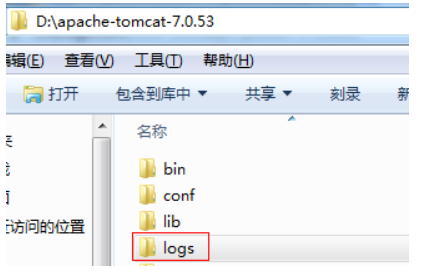 D:\apache-tomcat-7.0.53
辑(E) 查看(V) 工具(T) 帮助(H)
打开 包含到库中 ▼ 共享 ▼ 刻录
名称
bin
conf
访问的位置
lib
logs